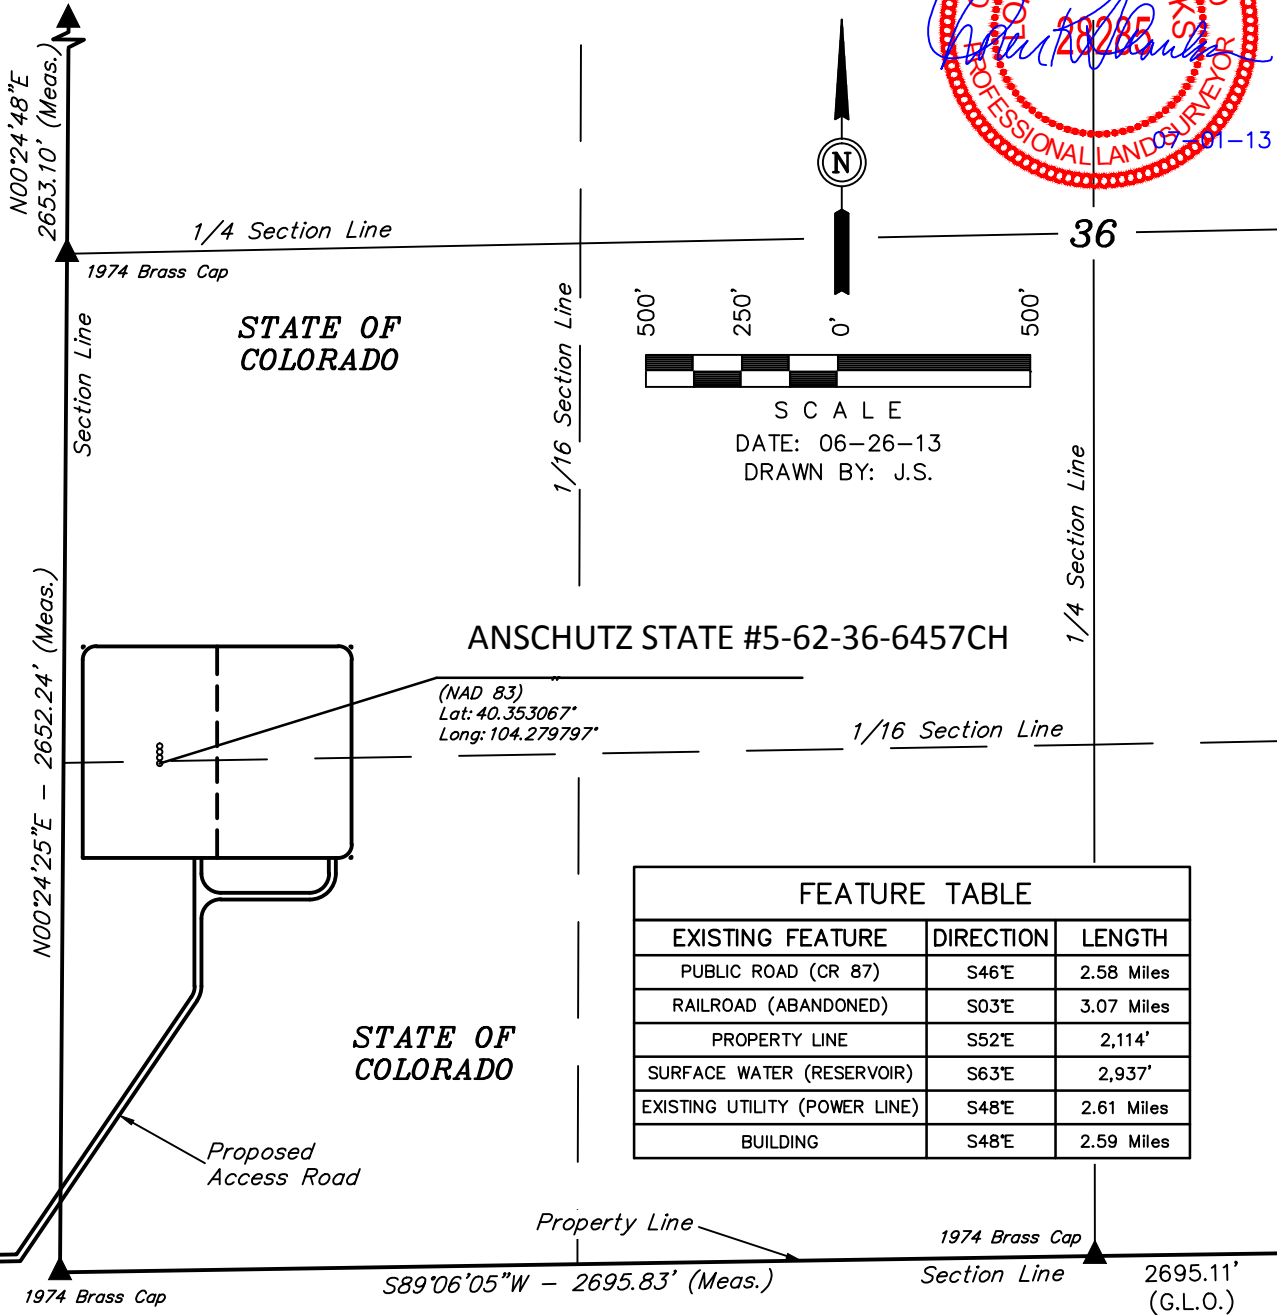 N00°24'48"E
2653.10' (Meas.)
28285
PROFESSIONAL LAND SURVEYOR
07-01-13
N
1/4 Section Line
36
1974 Brass Cap
Section Line
STATE OF
COLORADO
1/16 Section Line
500'
250'
0'
500'
SCALE
DATE: 06-26-13
DRAWN BY: J.S.
1/4 Section Line
N00°24'25"E - 2652.24' (Meas.)
ANSCHUTZ STATE #5-62-36-6457CH
(NAD 83)
Lat: 40.353067°
Long: 104.279797°
1/16 Section Line
FEATURE TABLE
EXISTING FEATURE DIRECTION LENGTH
PUBLIC ROAD (CR 87) S46°E 2.58 Miles
RAILROAD (ABANDONED) S03°E 3.07 Miles
PROPERTY LINE S52°E 2,114'
SURFACE WATER (RESERVOIR) S63°E 2,937'
EXISTING UTILITY (POWER LINE) S48°E 2.61 Miles
BUILDING S48°E 2.59 Miles
STATE OF
COLORADO
Proposed
Access Road
Property Line
1974 Brass Cap
1974 Brass Cap
S89°06'05"W - 2695.83' (Meas.)
Section Line
2695.11'
(G.L.O.)